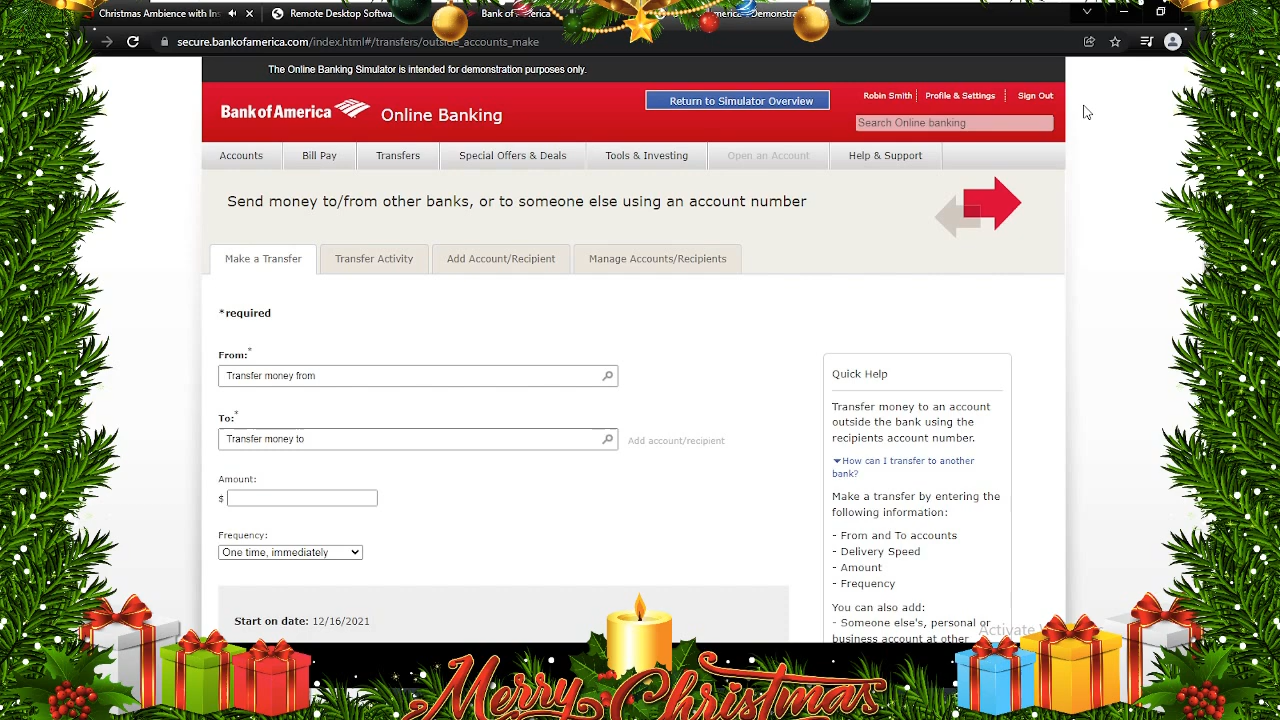 Christmas Ambience with Ins
Remote Desktop Softwa
Bank of America
secure.bankofamerica.com/index.html#/transfers/outside_accounts_make
The Online Banking Simulator is intended for demonstration purposes only.
Bank of America Online Banking
Return to Simulator Overview
Robin Smith Profile & Settings Sign Out
Search Online banking
Accounts Bill Pay Transfers Special Offers & Deals Tools & Investing Open an Account Help & Support
Send money to/from other banks, or to someone else using an account number
Make a Transfer Transfer Activity Add Account/Recipient Manage Accounts/Recipients
*required
From:*
Transfer money from
To:*
Transfer money to
Add account/recipient
Amount:
$
Frequency:
One time, immediately
Start on date: 12/16/2021
Quick Help
Transfer money to an account
outside the bank using the
recipients account number.
How can I transfer to another
bank?
Make a transfer by entering the
following information:
- From and To accounts
- Delivery Speed
- Amount
- Frequency
You can also add:
- Someone else's, personal or
business account at other
Activate
Merry Christmas